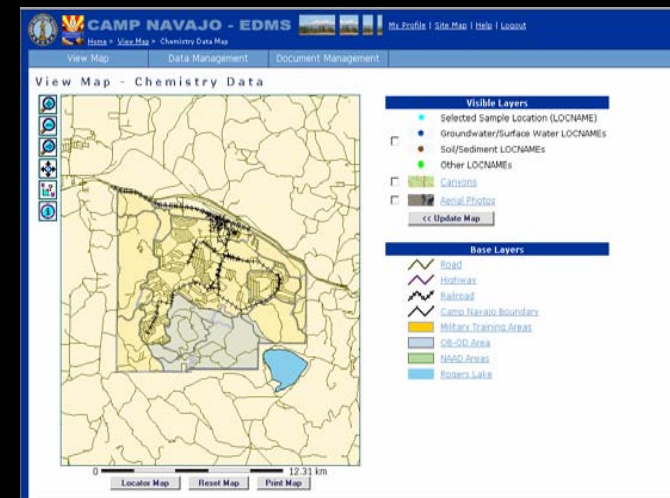 CAMP NAVAJO - EDMS
My Profile | Site Map | Help | Logout
Home > View Map > Chemistry Data Map
View Map
Data Management
Document Management
View Map - Chemistry Data
Visible Layers
Selected Sample Location (LOCNAME)
Groundwater/Surface Water LOCNAMEs
Soil/Sediment LOCNAMEs
Other LOCNAMEs
Canyons
Aerial Photos
<< Update Map
Base Layers
Road
Highway
Railroad
Camp Navajo Boundary
Military Training Areas
OB-OD Area
NAAD Areas
Rogers Lake
0 12.31 km
Locator Map
Reset Map
Print Map